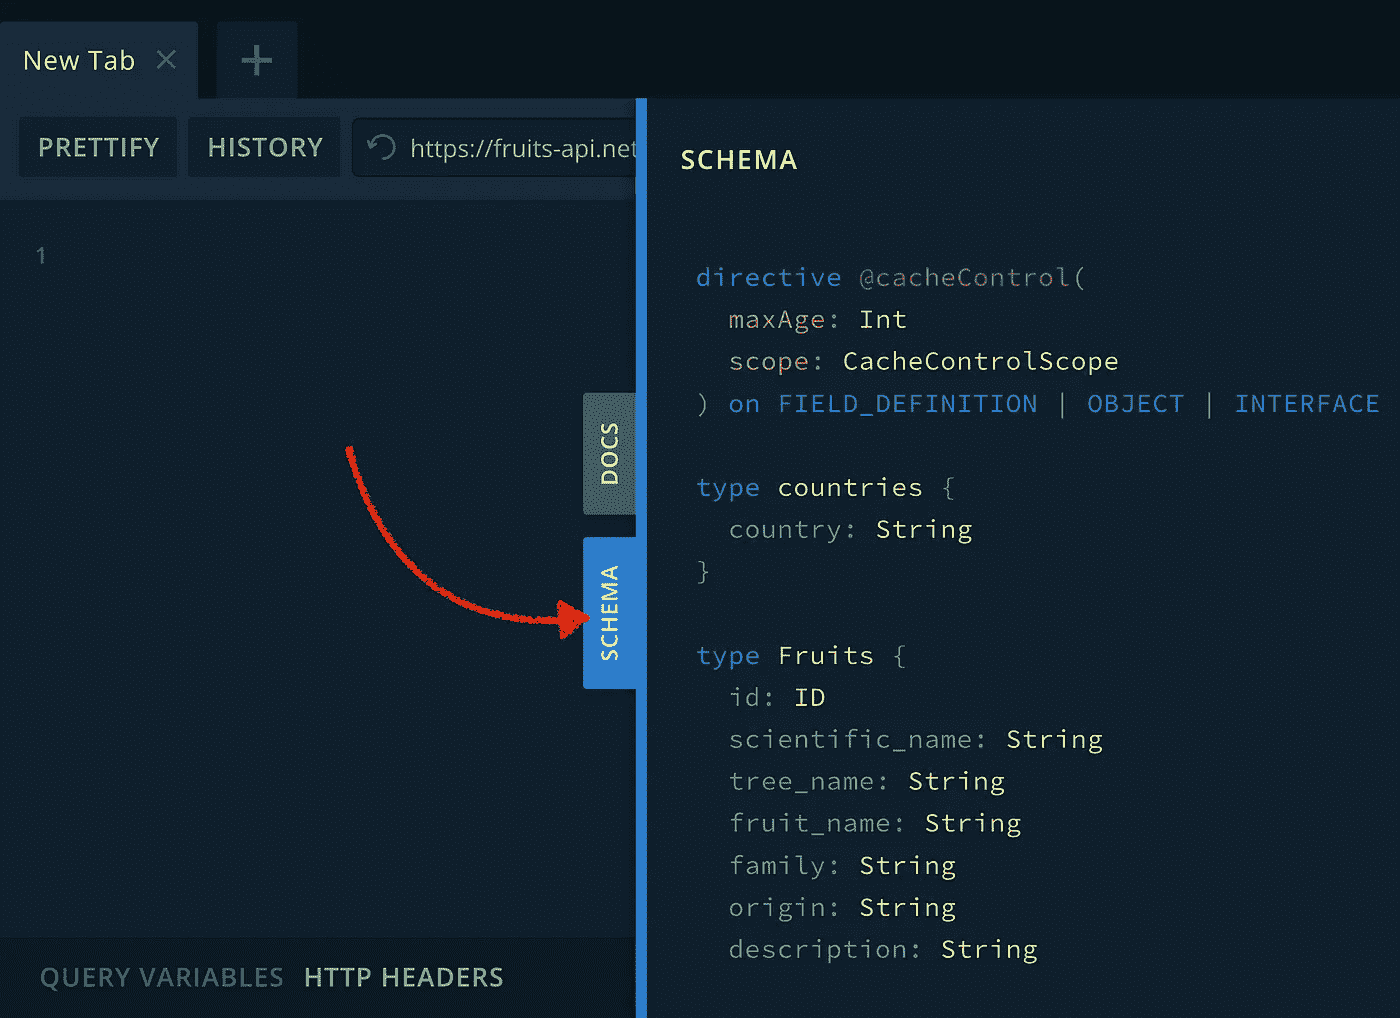 New Tab
PRETTIFY HISTORY https://fruits-api.net
1
DOCS
SCHEMA
QUERY VARIABLES HTTP HEADERS
SCHEMA
directive @cacheControl(
maxAge: Int
scope: CacheControlScope
) on FIELD_DEFINITION | OBJECT | INTERFACE
type countries {
country: String
}
type Fruits {
id: ID
scientific_name: String
tree_name: String
fruit_name: String
family: String
origin: String
description: String